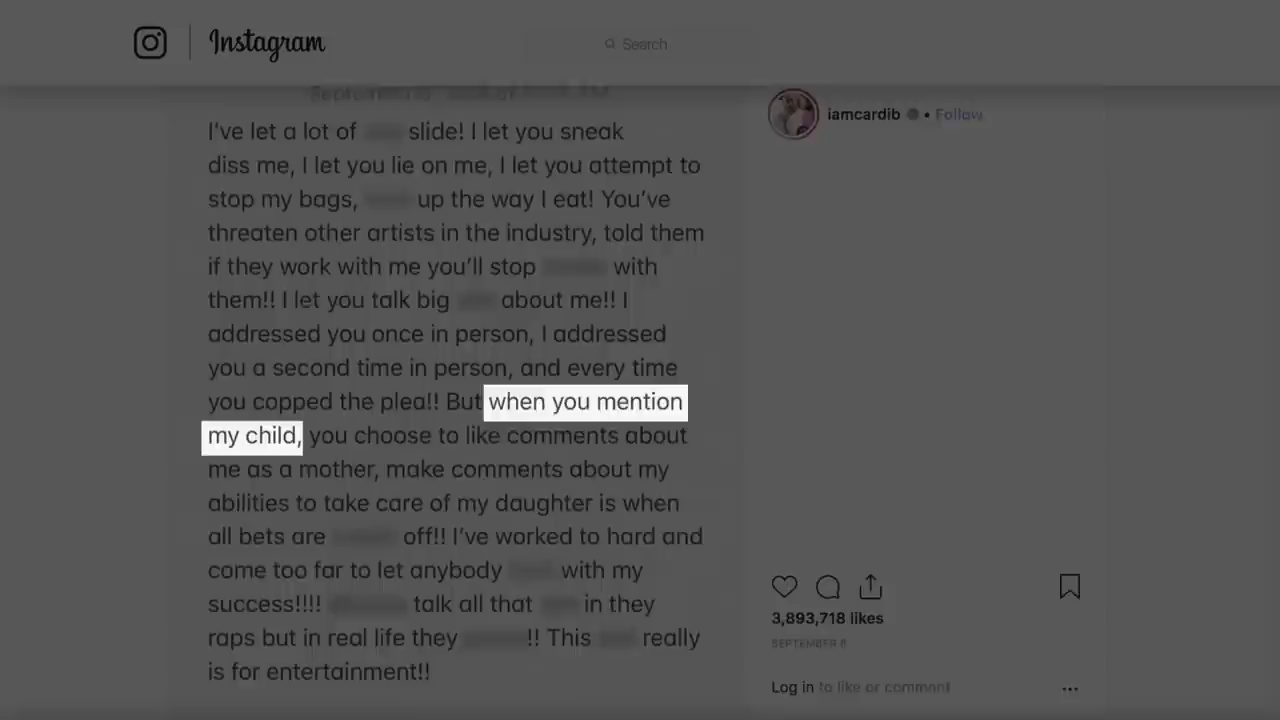 Instagram
Search
I've let a lot of slide! I let you sneak
diss me, I let you lie on me, I let you attempt to
stop my bags, up the way I eat! You've
threaten other artists in the industry, told them
if they work with me you'll stop with
them!! I let you talk big about me!! I
addressed you once in person, I addressed
you a second time in person, and every time
you copped the plea!! But when you mention
my child, you choose to like comments about
me as a mother, make comments about my
abilities to take care of my daughter is when
all bets are off!! I've worked to hard and
come too far to let anybody with my
success!!!! talk all that in they
raps but in real life they !! This really
is for entertainment!!
iamcardib • Follow
3,893,718 likes
SEPTEMBER 8
Log in to like or comment